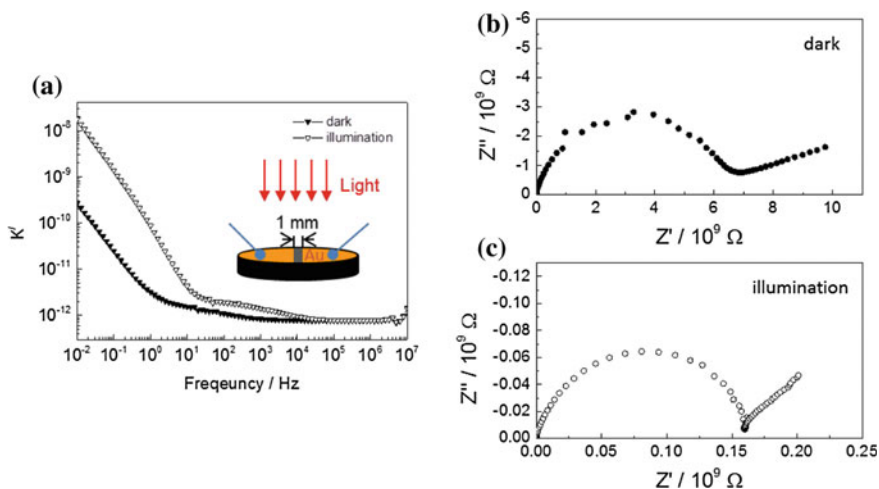 (a)
dark
illumination
Light
1 mm
Au
10⁻⁸
10⁻⁹
10⁻¹⁰
10⁻¹¹
10⁻¹²
K/
10⁻² 10⁻¹ 10⁰ 10¹ 10² 10³ 10⁴ 10⁵ 10⁶ 10⁷
Freqeuncy / Hz
(b)
dark
-6
-5
-4
-3
-2
-1
0
Z'' / 10⁹ Ω
0 2 4 6 8 10
Z' / 10⁹ Ω
(c)
illumination
-0.12
-0.10
-0.08
-0.06
-0.04
-0.02
0.00
Z'' / 10⁹ Ω
0.00 0.05 0.10 0.15 0.20 0.25
Z' / 10⁹ Ω